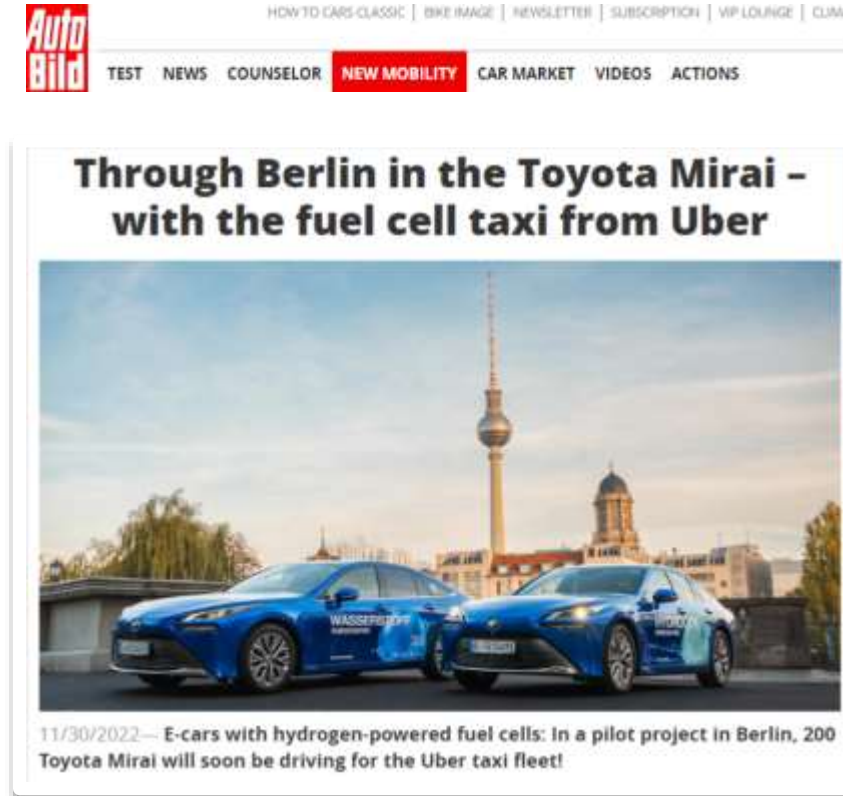 Auto
Bild
HOW TO CARS CLASSIC | BIKE IMAGE | NEWSLETTER | SUBSCRIPTION | VIP LOUNGE |
TEST NEWS COUNSELOR NEW MOBILITY CAR MARKET VIDEOS ACTIONS
Through Berlin in the Toyota Mirai –
with the fuel cell taxi from Uber
WASSERSTOFF
11/30/2022— E-cars with hydrogen-powered fuel cells: In a pilot project in Berlin, 200
Toyota Mirai will soon be driving for the Uber taxi fleet!